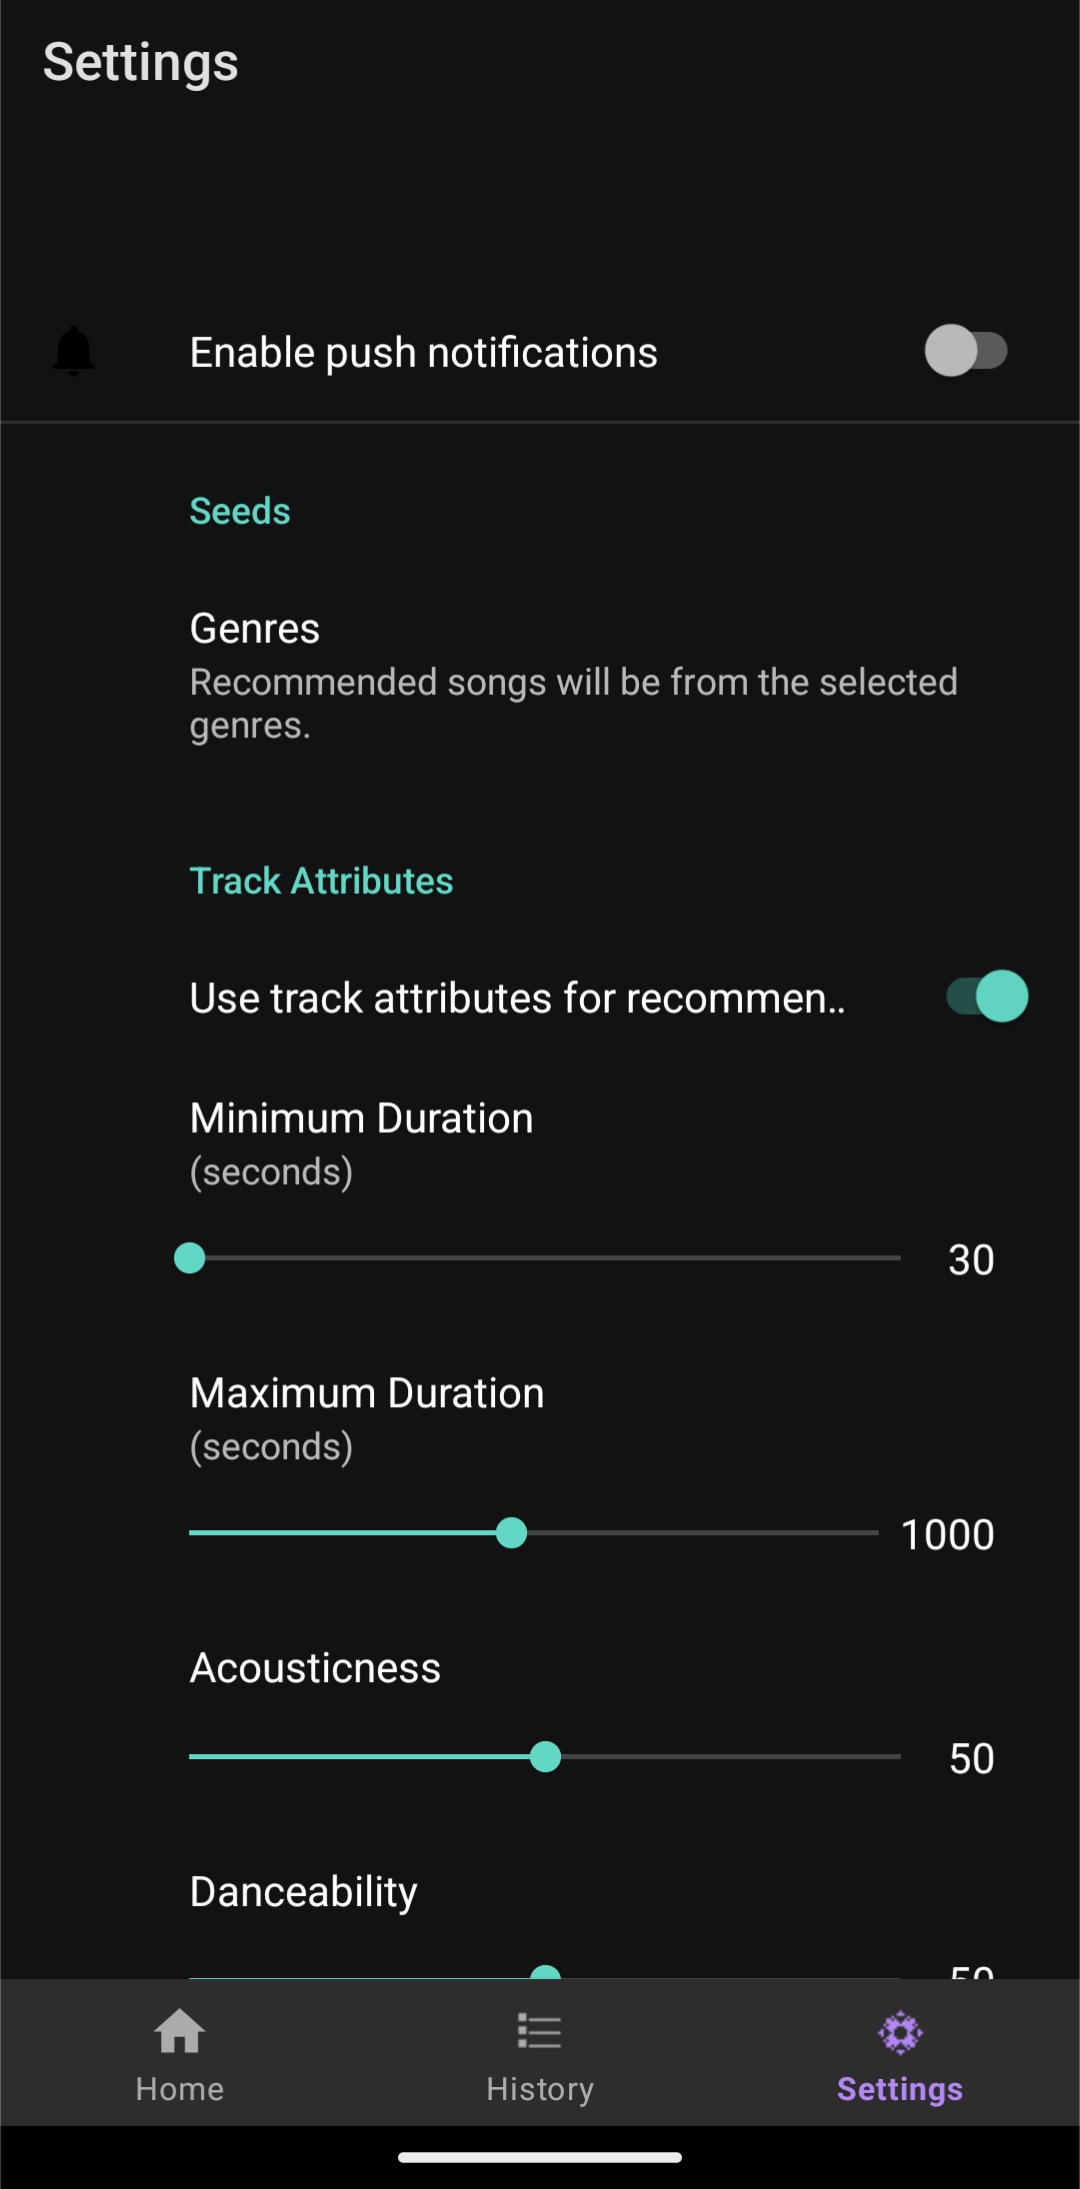 Settings
Enable push notifications
Seeds
Genres
Recommended songs will be from the selected
genres.
Track Attributes
Use track attributes for recommen..
Minimum Duration
(seconds)
30
Maximum Duration
(seconds)
1000
Acousticness
50
Danceability
50
Home
History
Settings